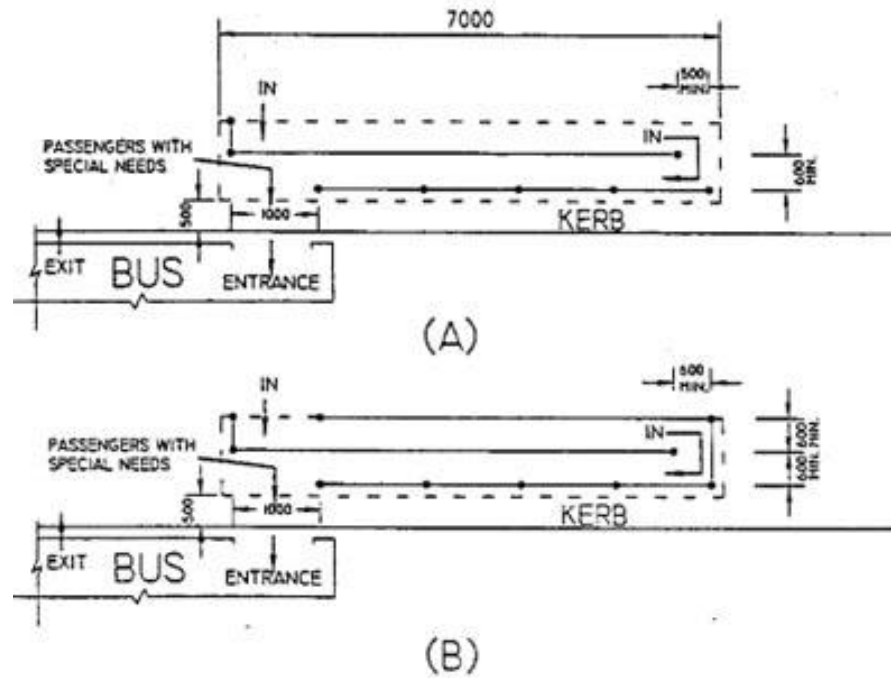 7000
500
MIN.
IN
PASSENGERS WITH
SPECIAL NEEDS
IN
600
MIN.
500
1000
KERB
EXIT
BUS
ENTRANCE
(A)
IN
500
MIN.
PASSENGERS WITH
SPECIAL NEEDS
IN
600
MIN.
600
MIN.
500
1000
KERB
EXIT
BUS
ENTRANCE
(B)